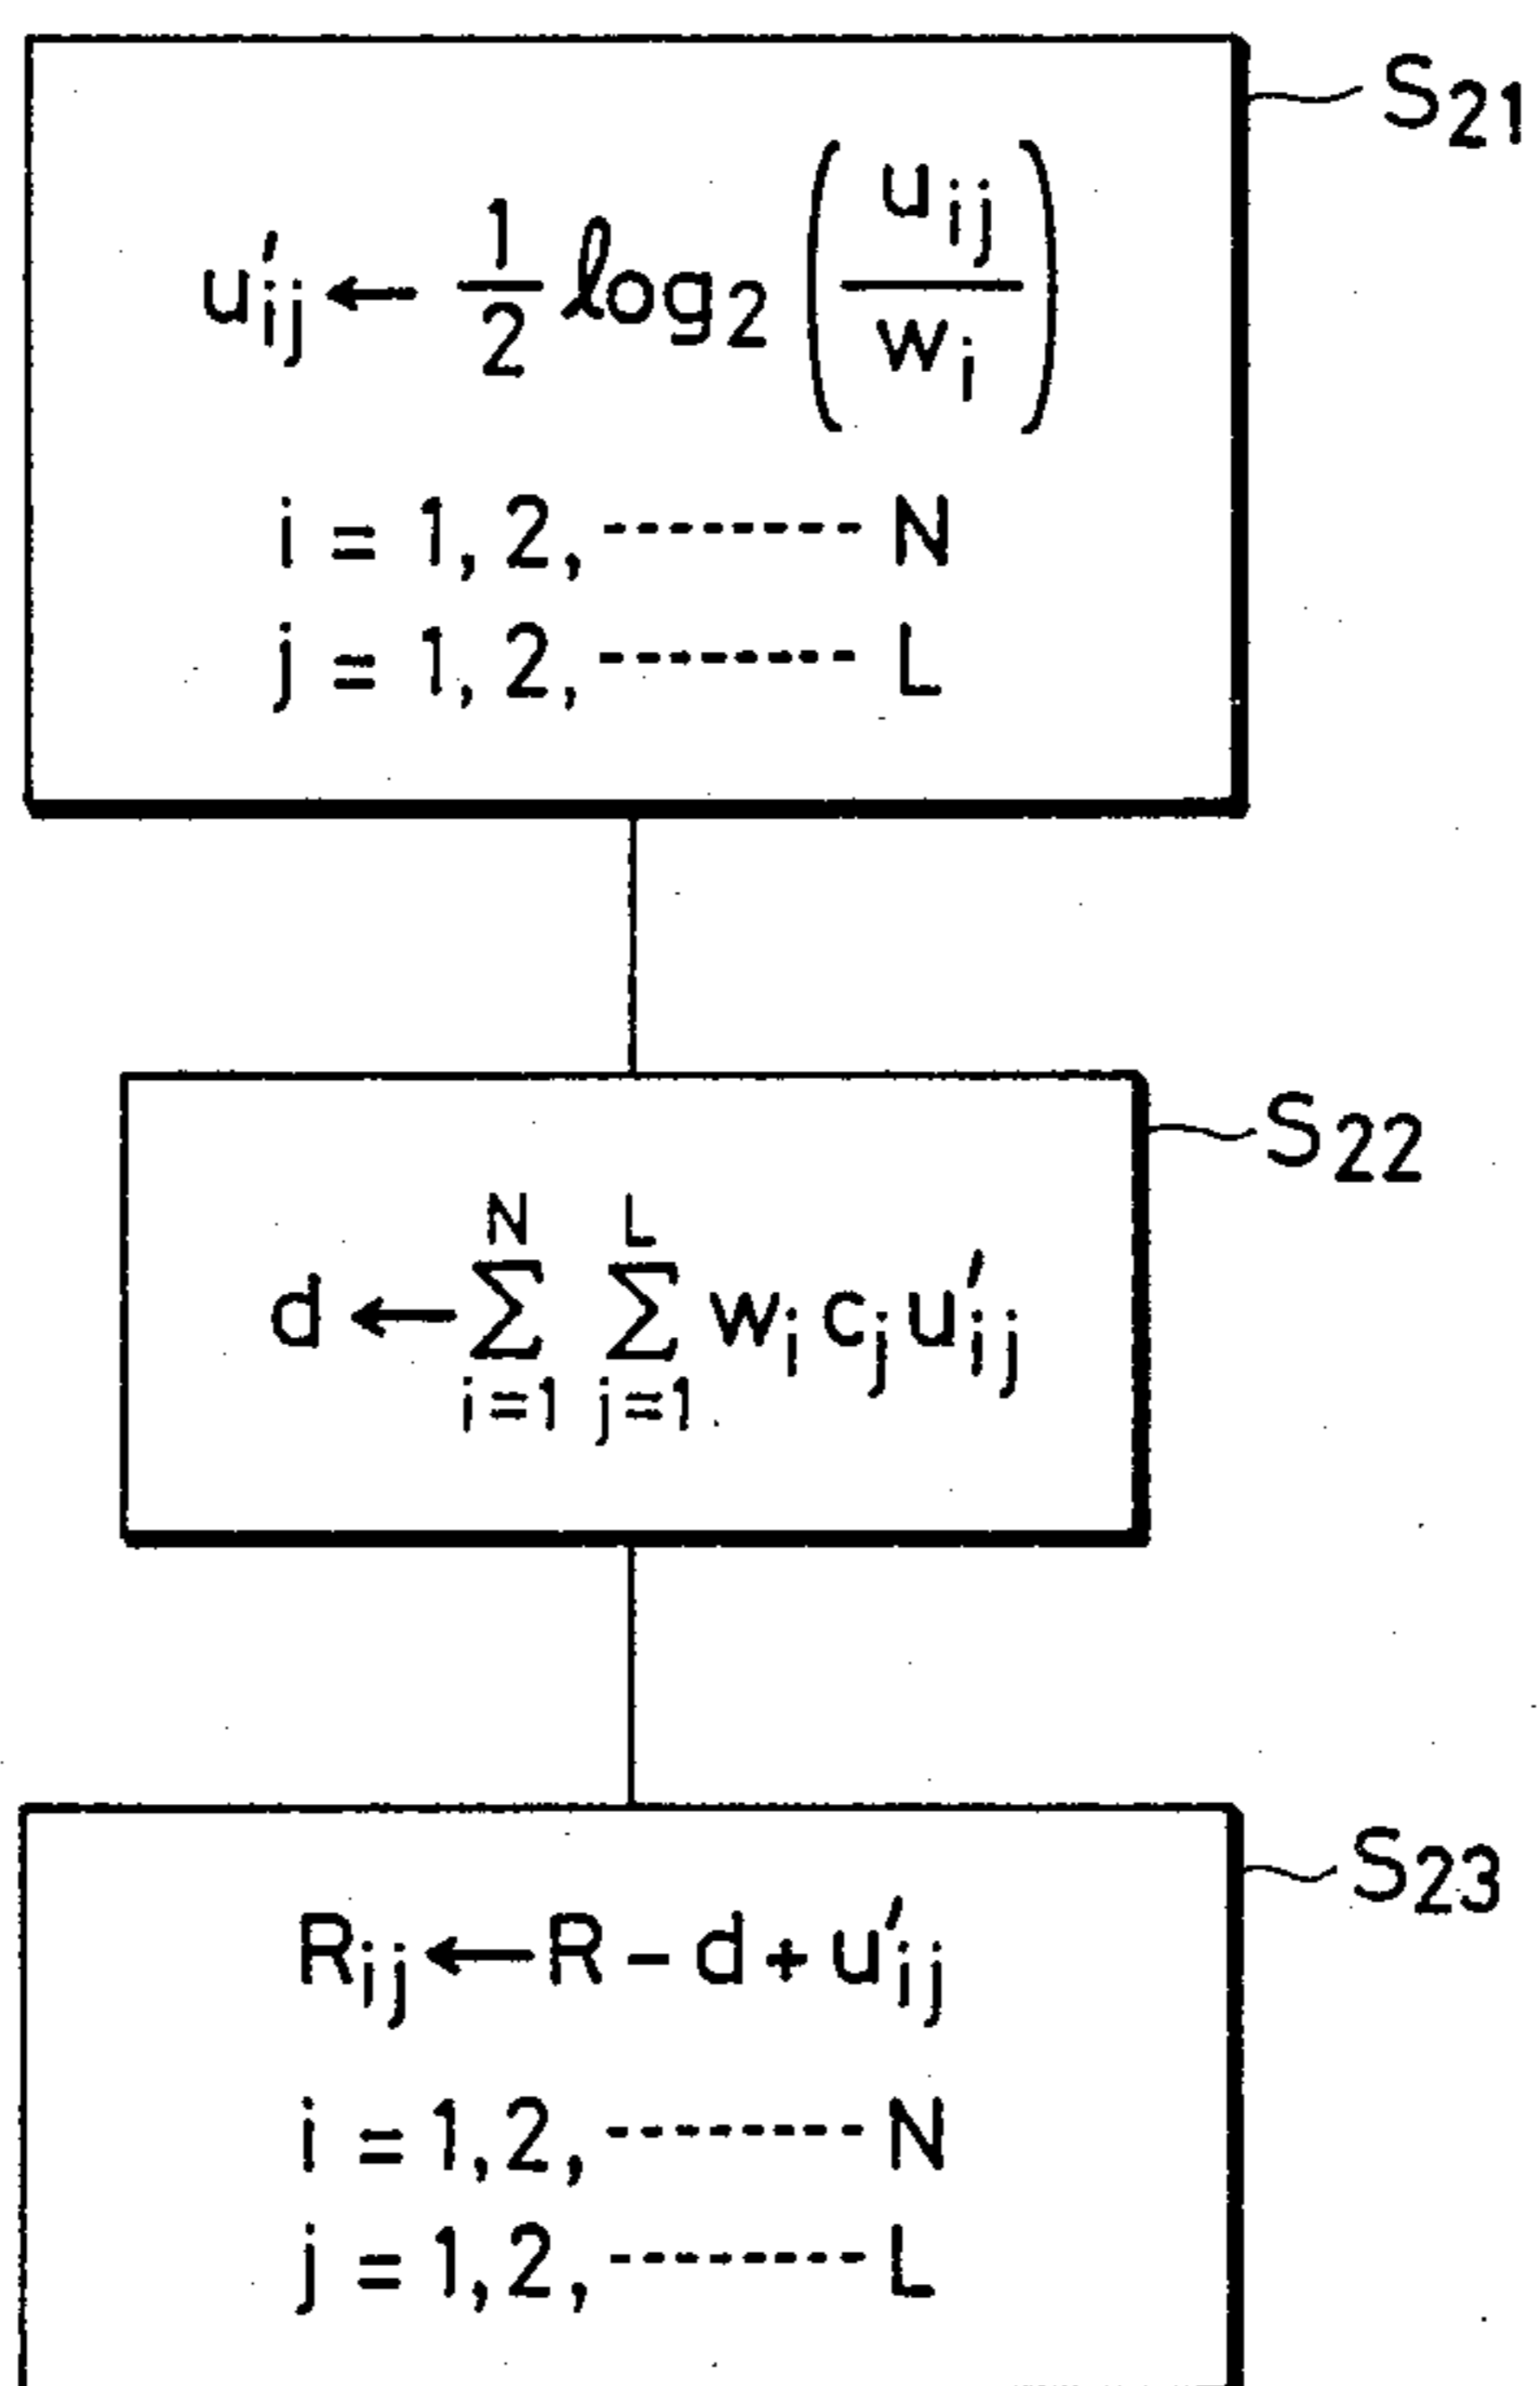 S21
u'ij ← 1/2 log2 (uij/wi)
i = 1, 2, -------- N
j = 1, 2, -------- L
S22
d ← N∑i=1 L∑j=1 wi cj u'ij
S23
Rij ← R - d + u'ij
i = 1, 2, -------- N
j = 1, 2, -------- L